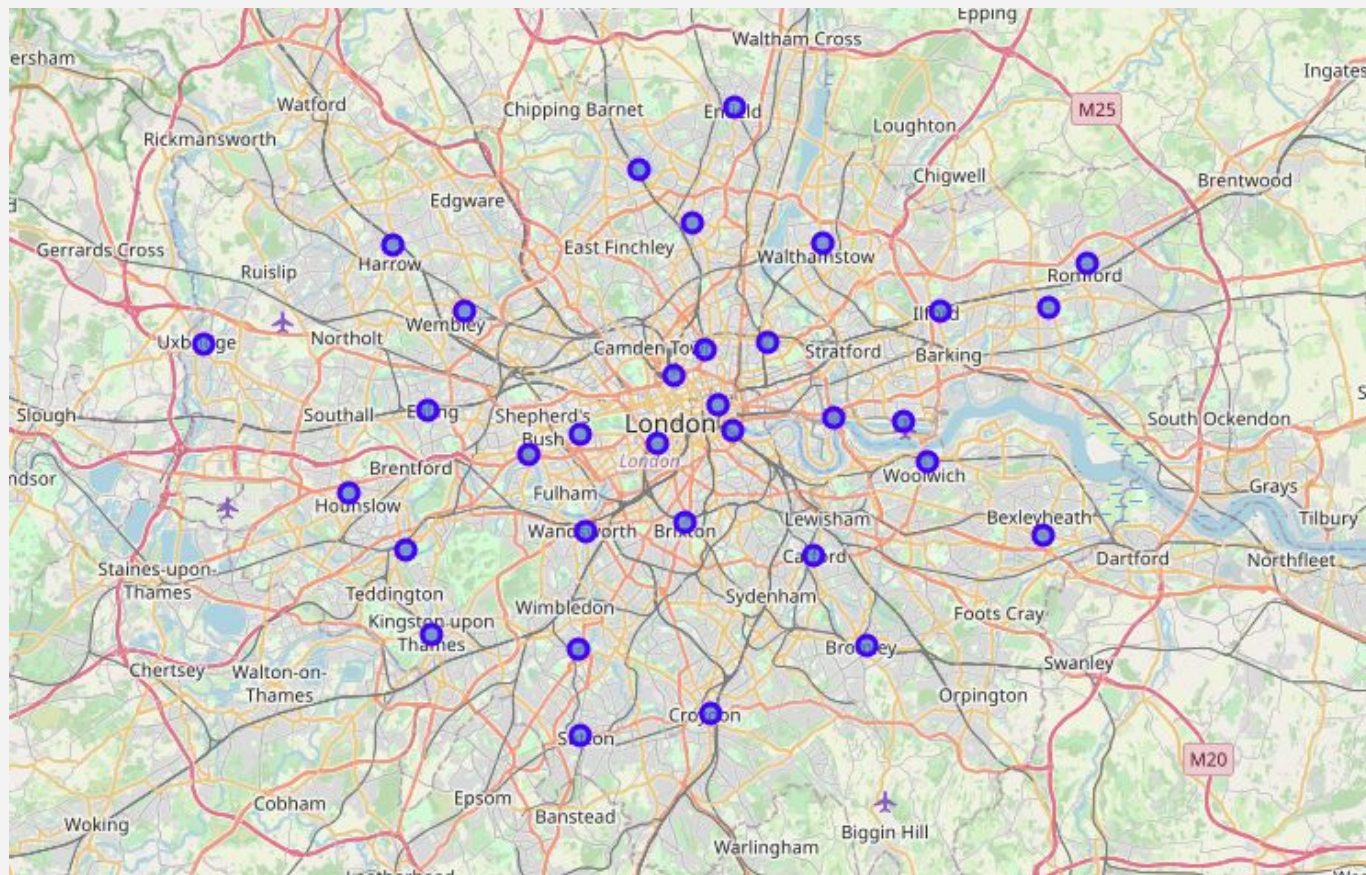 Epping
Waltham Cross
ersham
Ingates
Watford
Chipping Barnet
M25
Enfield
Loughton
Rickmansworth
Chigwell
Brentwood
Edgware
East Finchley
Gerrards Cross
Walthamstow
Harrow
Ruislip
Romford
Ilford
Wembley
Uxbridge
Northolt
Camden Town
Stratford
Barking
Ealing
Slough
Southall
Shepherd's
Bush
London
South Ockendon
London
Brentford
Woolwich
ndsor
Grays
Fulham
Hounslow
Lewisham
Bexleyheath
Tilbury
Wandsworth
Brixton
Catford
Dartford
Northfleet
Staines-upon-
Thames
Teddington
Sydenham
Wimbledon
Foots Cray
Kingston upon
Thames
Bromley
Chertsey
Walton-on-
Thames
Swanley
Orpington
Croydon
Sutton
M20
Epsom
Cobham
Banstead
Woking
Biggin Hill
Warlingham